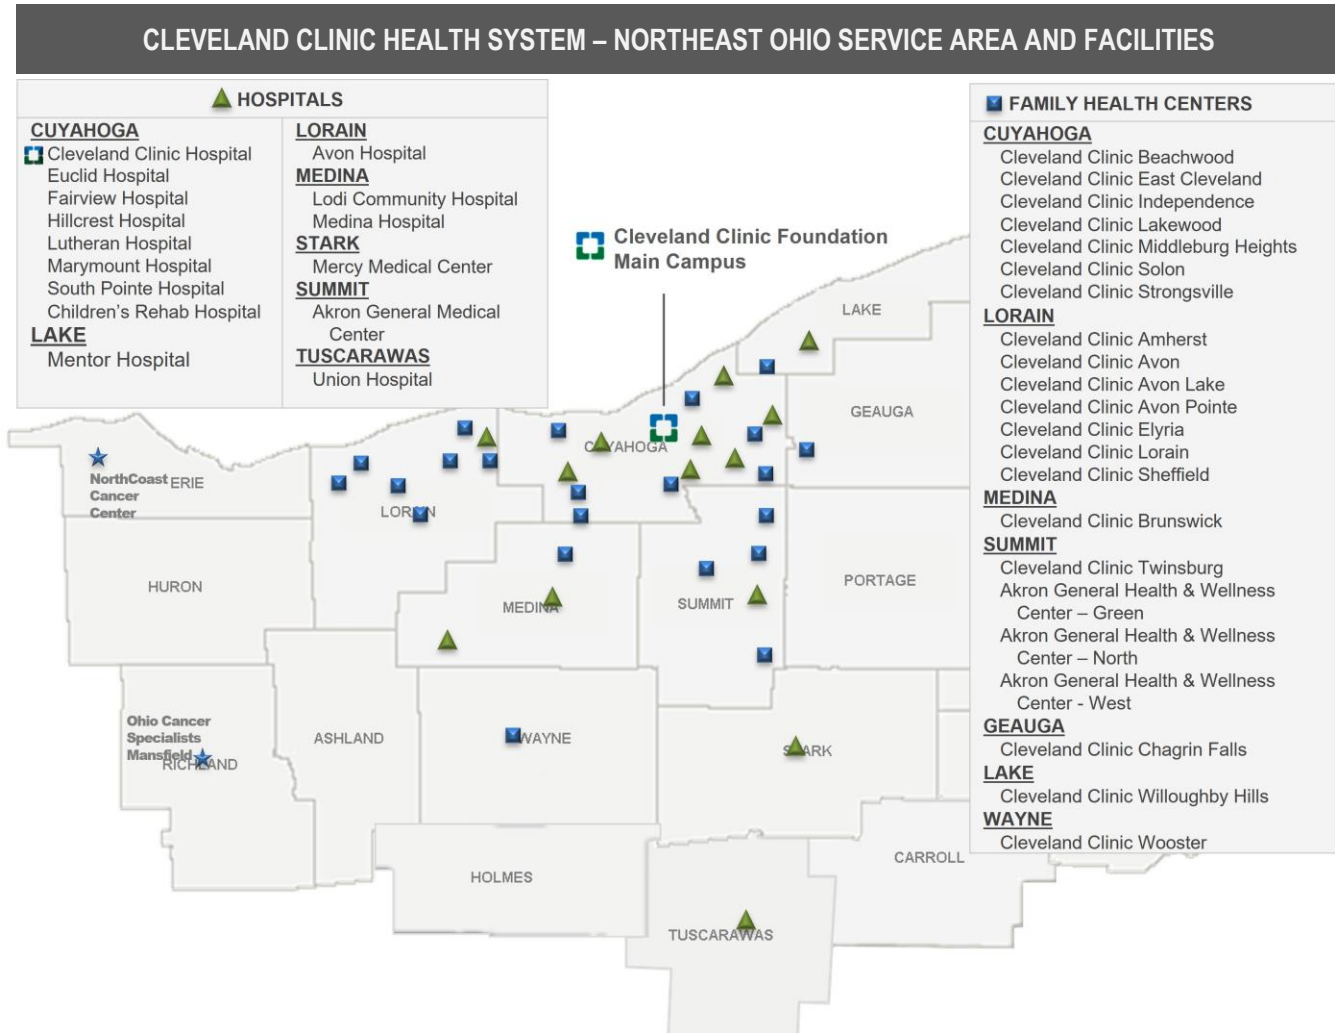 CLEVELAND CLINIC HEALTH SYSTEM – NORTHEAST OHIO SERVICE AREA AND FACILITIES
HOSPITALS
CUYAHOGA
Cleveland Clinic Hospital
Euclid Hospital
Fairview Hospital
Hillcrest Hospital
Lutheran Hospital
Marymount Hospital
South Pointe Hospital
Children's Rehab Hospital
LAKE
Mentor Hospital
LORAIN
Avon Hospital
MEDINA
Lodi Community Hospital
Medina Hospital
STARK
Mercy Medical Center
SUMMIT
Akron General Medical
Center
TUSCARAWAS
Union Hospital
Cleveland Clinic Foundation
Main Campus
FAMILY HEALTH CENTERS
CUYAHOGA
Cleveland Clinic Beachwood
Cleveland Clinic East Cleveland
Cleveland Clinic Independence
Cleveland Clinic Lakewood
Cleveland Clinic Middleburg Heights
Cleveland Clinic Solon
Cleveland Clinic Strongsville
LORAIN
Cleveland Clinic Amherst
Cleveland Clinic Avon
Cleveland Clinic Avon Lake
Cleveland Clinic Avon Pointe
Cleveland Clinic Elyria
Cleveland Clinic Lorain
Cleveland Clinic Sheffield
MEDINA
Cleveland Clinic Brunswick
SUMMIT
Cleveland Clinic Twinsburg
Akron General Health & Wellness
Center – Green
Akron General Health & Wellness
Center – North
Akron General Health & Wellness
Center - West
GEAUGA
Cleveland Clinic Chagrin Falls
LAKE
Cleveland Clinic Willoughby Hills
WAYNE
Cleveland Clinic Wooster
LAKE
GEAUGA
CUYAHOGA
NorthCoast
Cancer
Center
ERIE
LORAIN
HURON
MEDINA
SUMMIT
PORTAGE
Ohio Cancer
Specialists
Mansfield
RICHLAND
ASHLAND
WAYNE
STARK
HOLMES
CARROLL
TUSCARAWAS